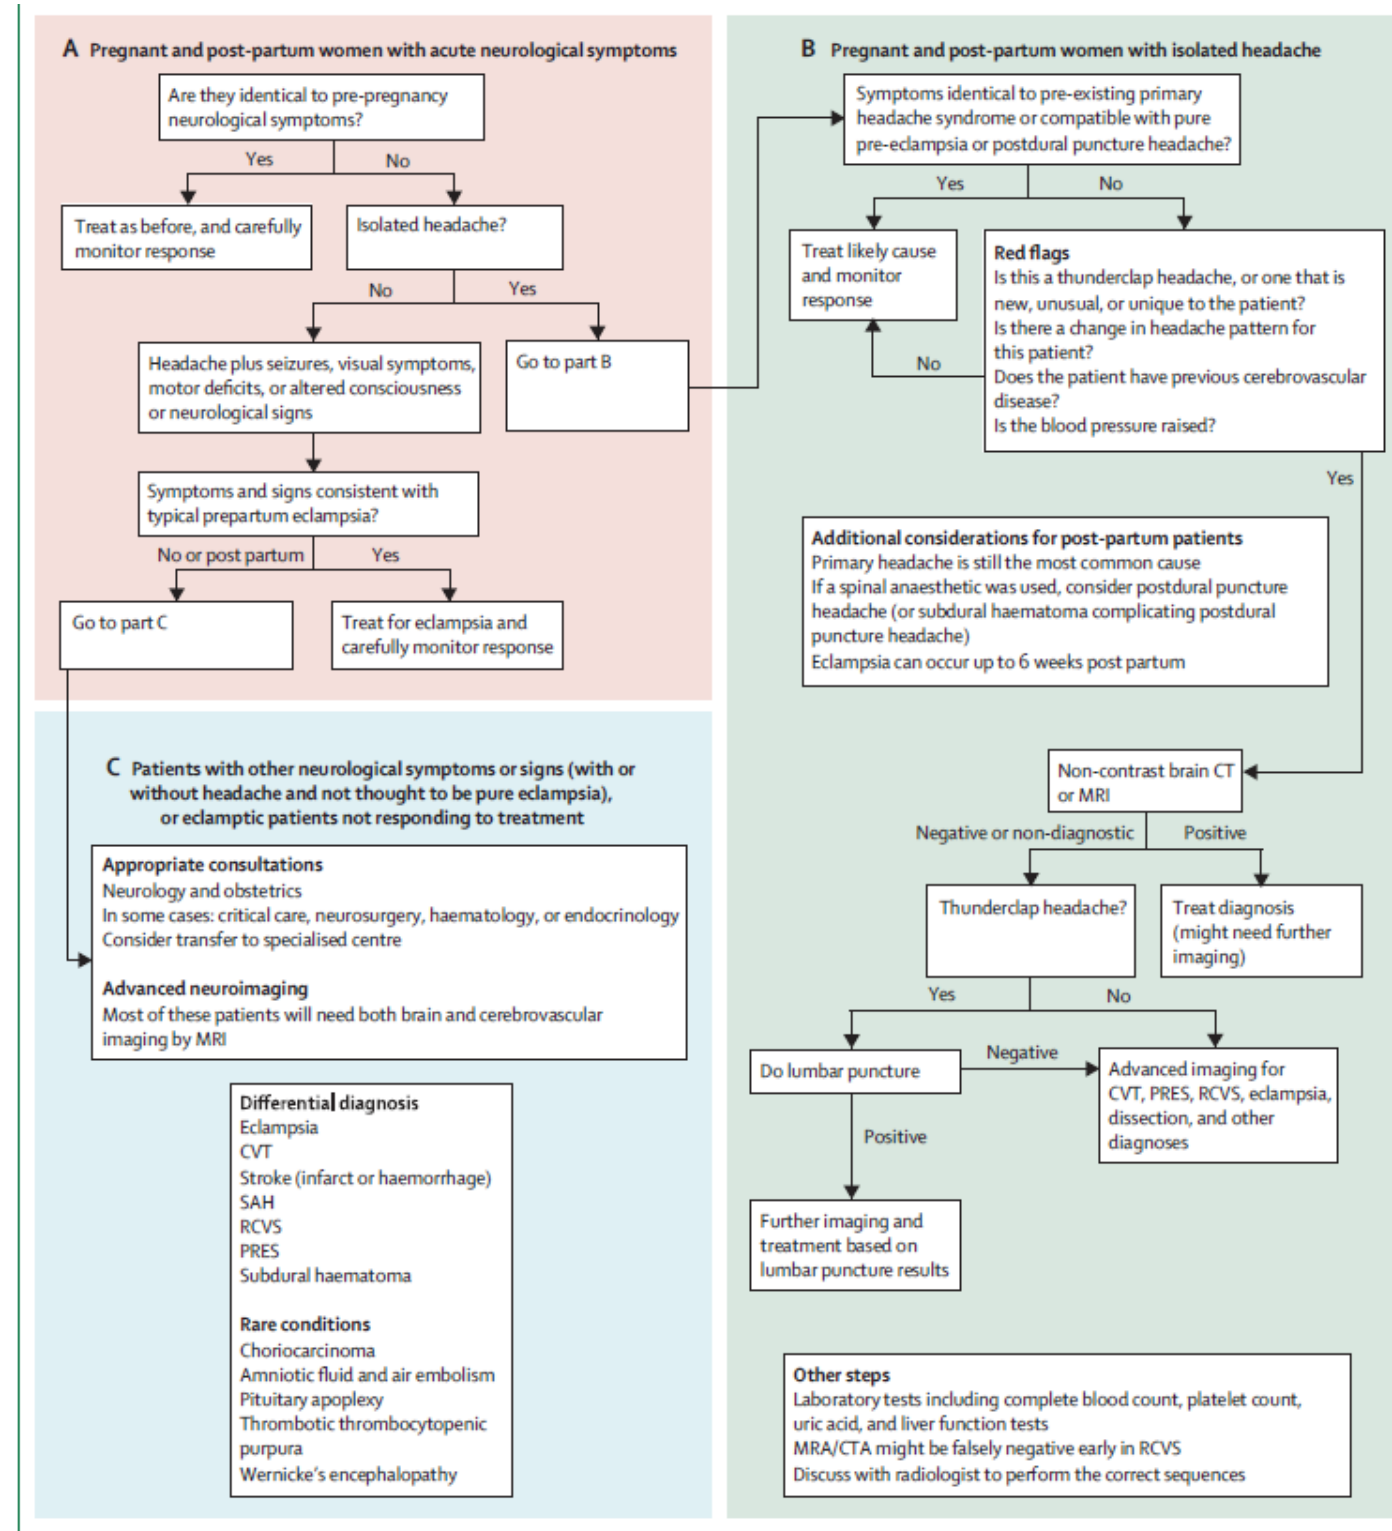 A Pregnant and post-partum women with acute neurological symptoms
Are they identical to pre-pregnancy
neurological symptoms?
Yes
No
Treat as before, and carefully
monitor response
Isolated headache?
No
Yes
Headache plus seizures, visual symptoms,
motor deficits, or altered consciousness
or neurological signs
Go to part B
Symptoms and signs consistent with
typical prepartum eclampsia?
No or post partum
Yes
Go to part C
Treat for eclampsia and
carefully monitor response
B Pregnant and post-partum women with isolated headache
Symptoms identical to pre-existing primary
headache syndrome or compatible with pure
pre-eclampsia or postdural puncture headache?
Yes
No
Treat likely cause
and monitor
response
Red flags
Is this a thunderclap headache, or one that is
new, unusual, or unique to the patient?
Is there a change in headache pattern for
this patient?
Does the patient have previous cerebrovascular
disease?
Is the blood pressure raised?
No
Yes
Additional considerations for post-partum patients
Primary headache is still the most common cause
If a spinal anaesthetic was used, consider postdural puncture
headache (or subdural haematoma complicating postdural
puncture headache)
Eclampsia can occur up to 6 weeks post partum
Non-contrast brain CT
or MRI
Negative or non-diagnostic
Positive
Thunderclap headache?
Treat diagnosis
(might need further
imaging)
Yes
No
Do lumbar puncture
Negative
Advanced imaging for
CVT, PRES, RCVS, eclampsia,
dissection, and other
diagnoses
Positive
Further imaging and
treatment based on
lumbar puncture results
Other steps
Laboratory tests including complete blood count, platelet count,
uric acid, and liver function tests
MRA/CTA might be falsely negative early in RCVS
Discuss with radiologist to perform the correct sequences
C Patients with other neurological symptoms or signs (with or
without headache and not thought to be pure eclampsia),
or eclamptic patients not responding to treatment
Appropriate consultations
Neurology and obstetrics
In some cases: critical care, neurosurgery, haematology, or endocrinology
Consider transfer to specialised centre
Advanced neuroimaging
Most of these patients will need both brain and cerebrovascular
imaging by MRI
Differential diagnosis
Eclampsia
CVT
Stroke (infarct or haemorrhage)
SAH
RCVS
PRES
Subdural haematoma
Rare conditions
Choriocarcinoma
Amniotic fluid and air embolism
Pituitary apoplexy
Thrombotic thrombocytopenic
purpura
Wernicke's encephalopathy